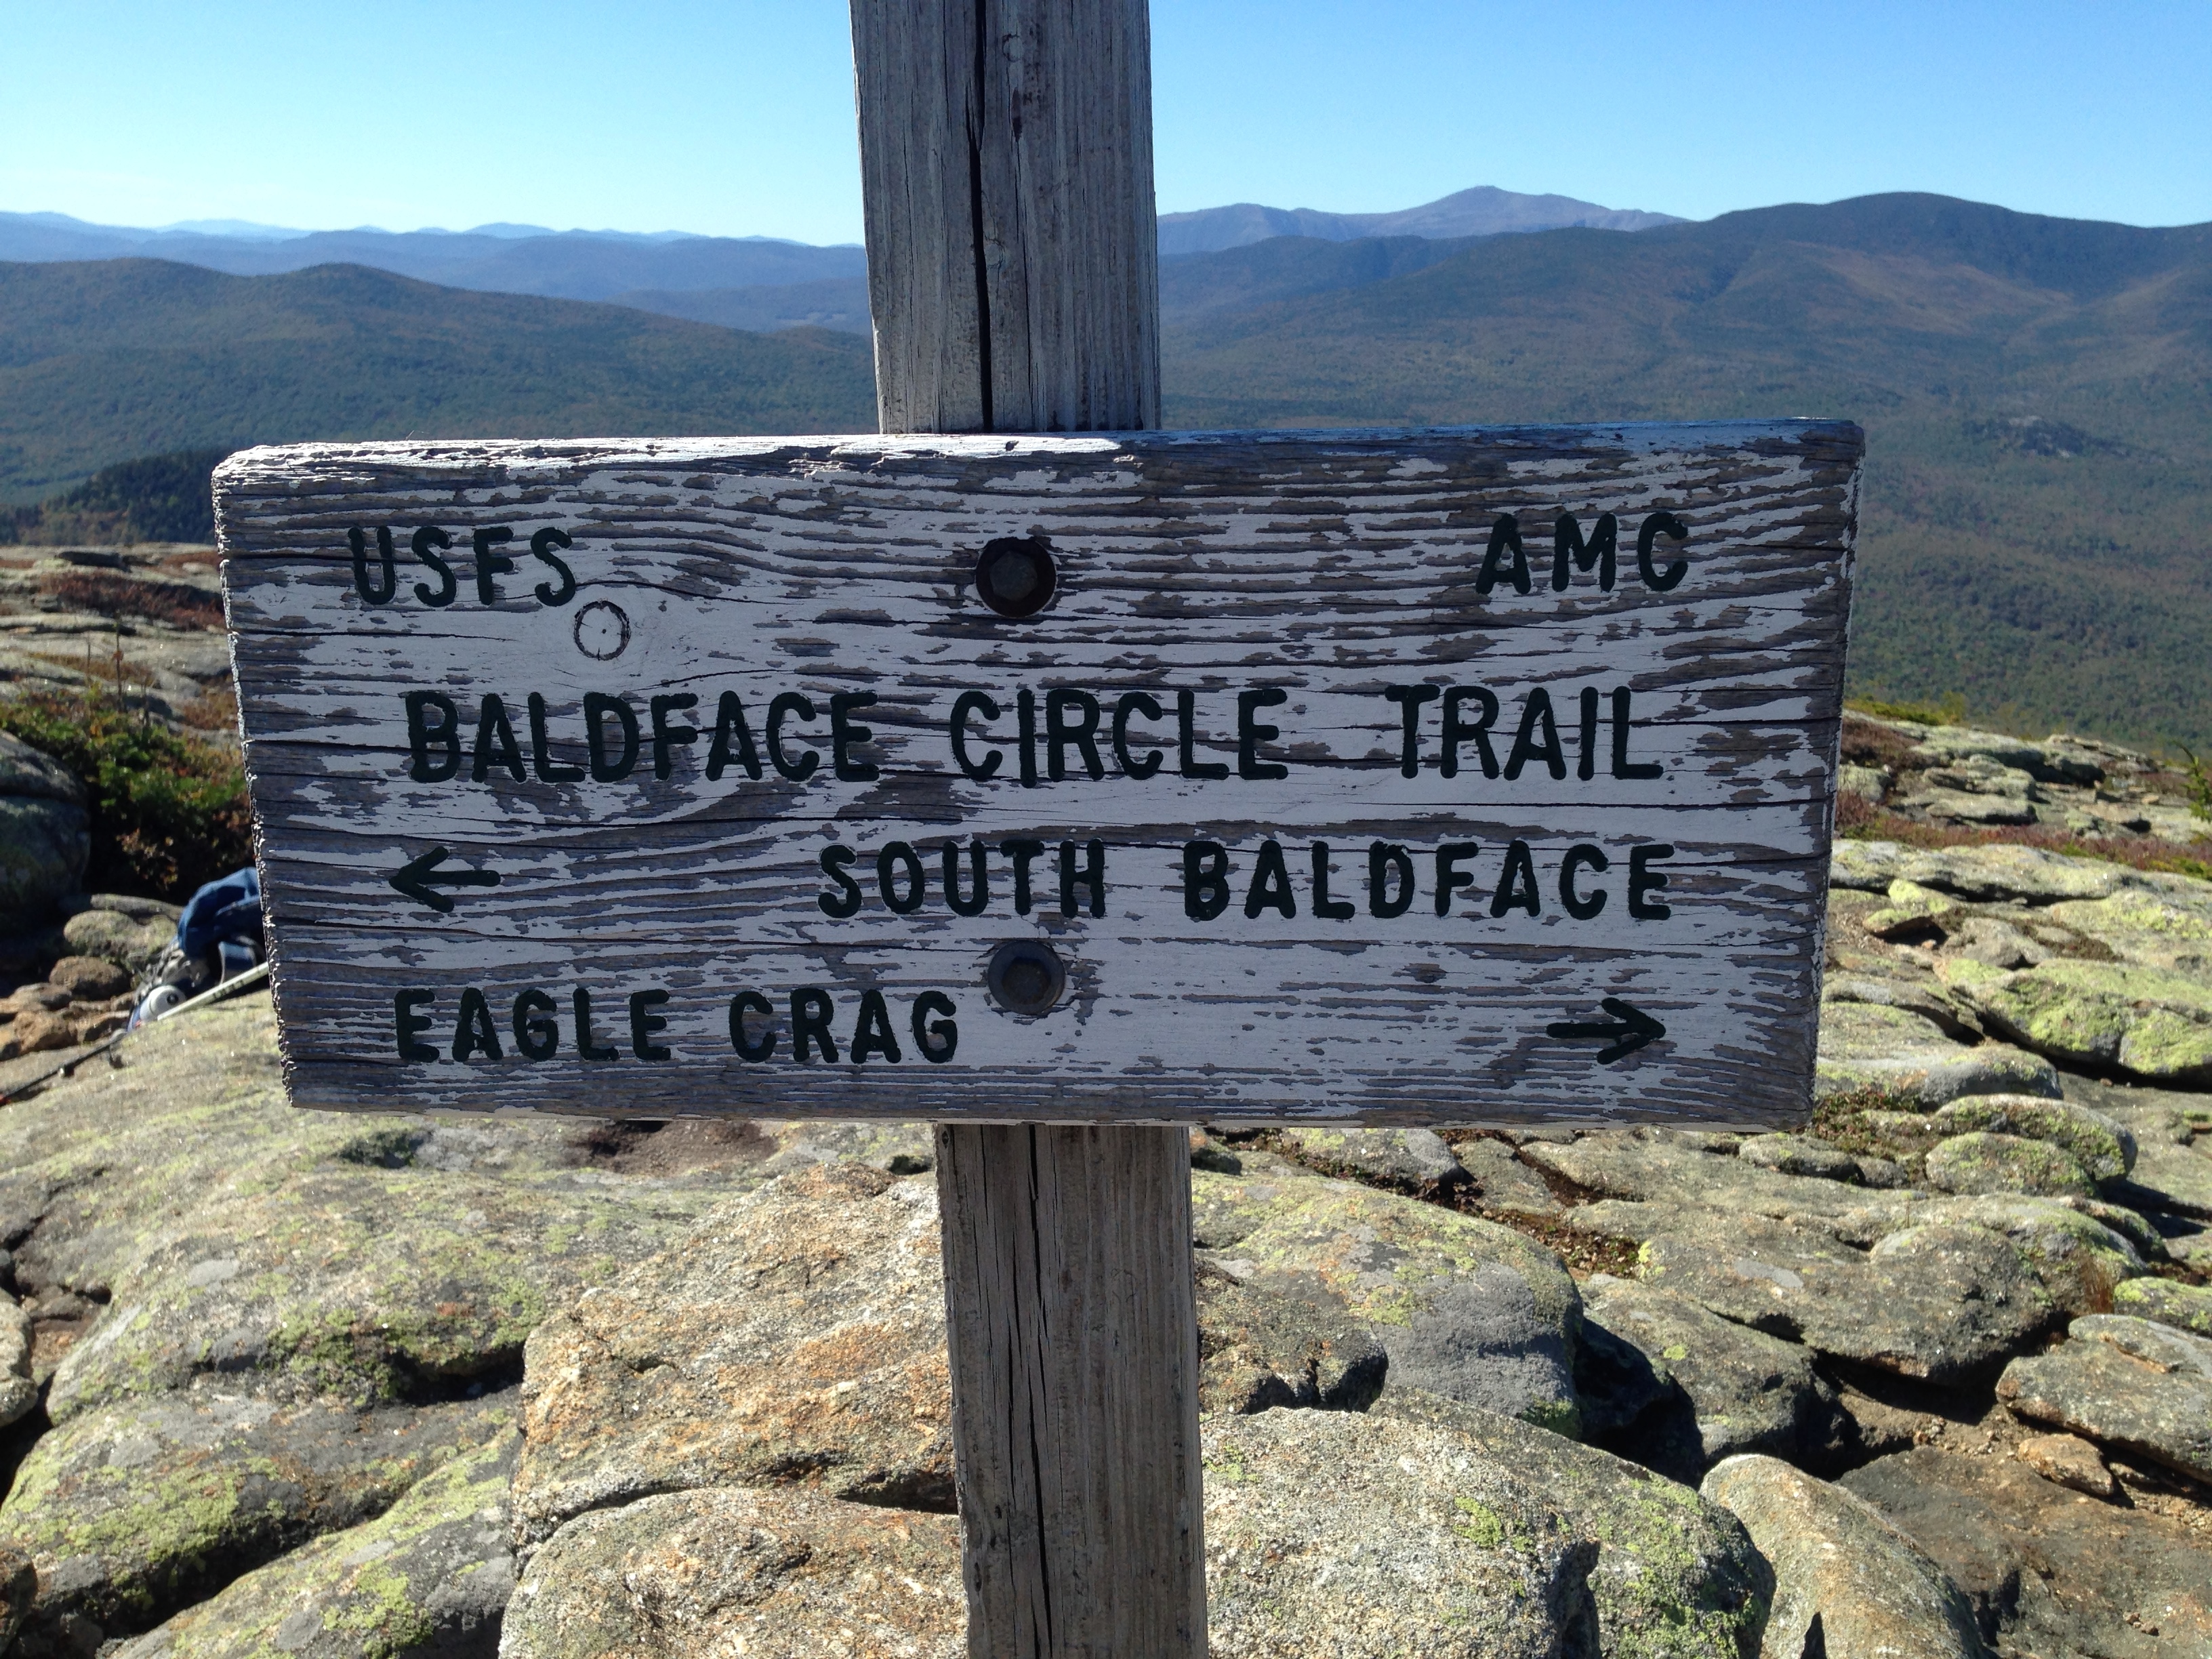 USFS AMC
BALDFACE CIRCLE TRAIL
← SOUTH BALDFACE
EAGLE CRAG →